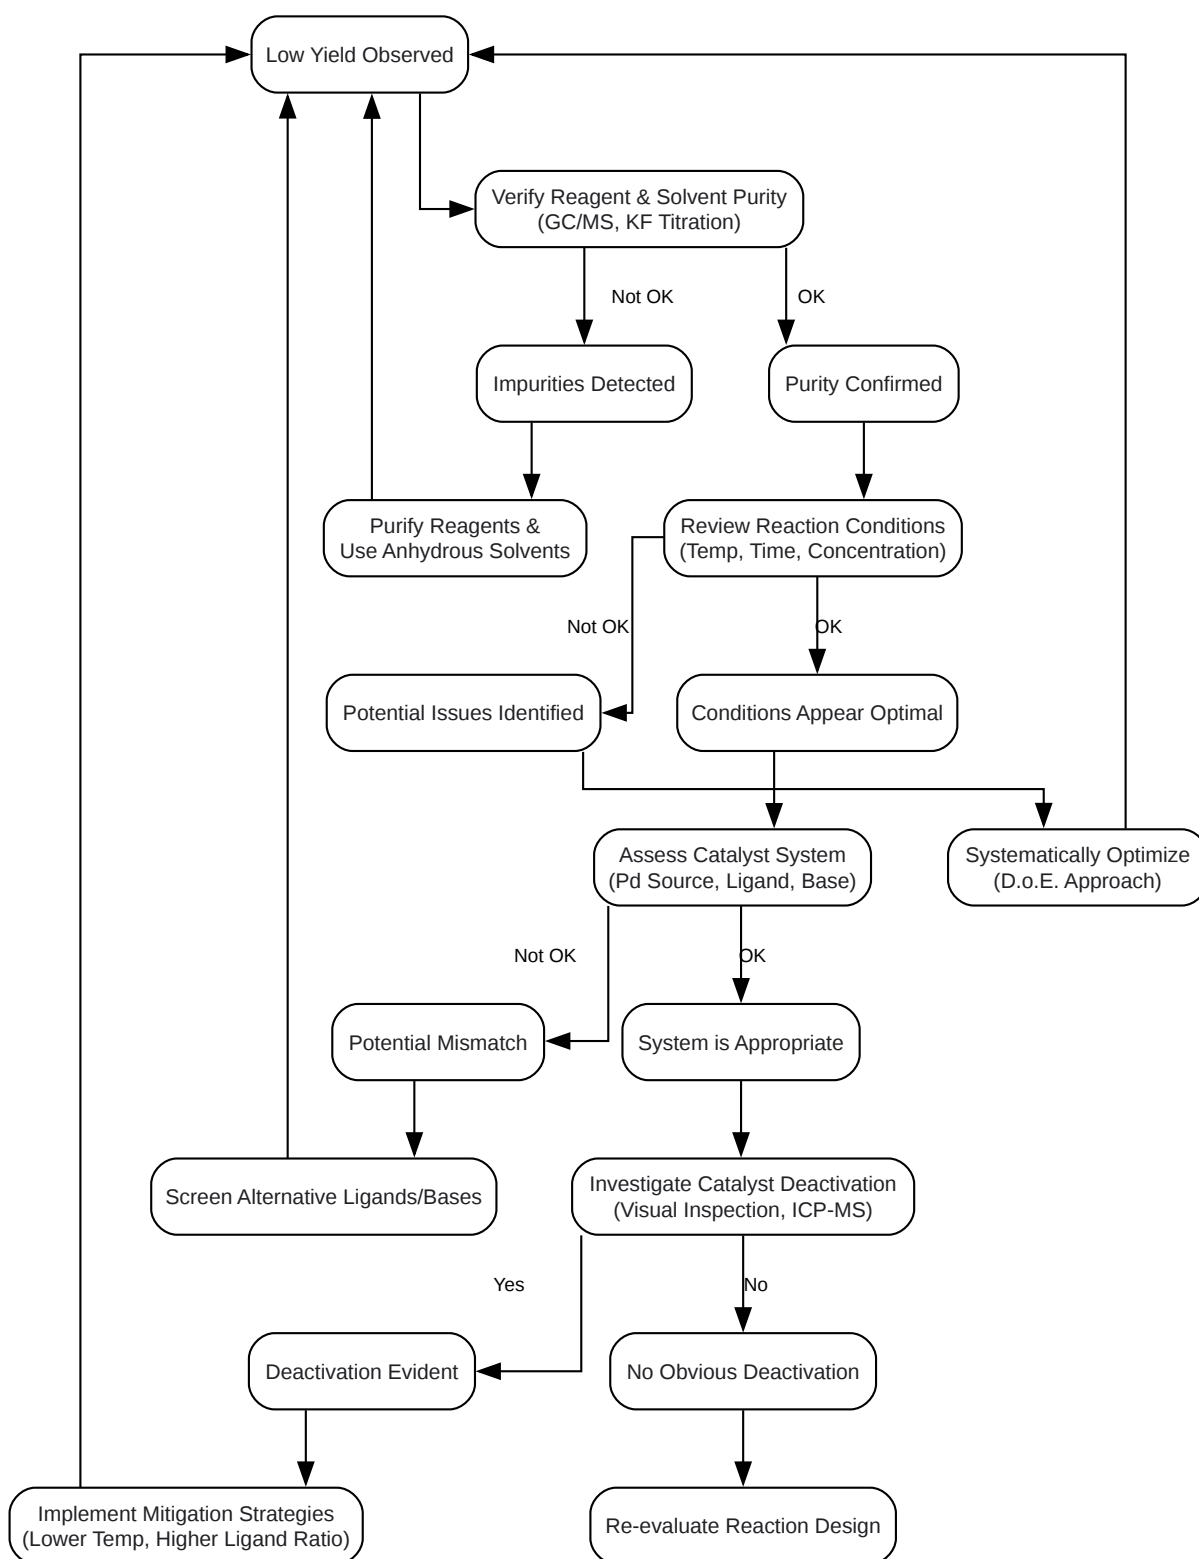 Low Yield Observed
Verify Reagent & Solvent Purity
(GC/MS, KF Titration)
Not OK
OK
Impurities Detected
Purity Confirmed
Purify Reagents &
Use Anhydrous Solvents
Review Reaction Conditions
(Temp, Time, Concentration)
Not OK
OK
Potential Issues Identified
Conditions Appear Optimal
Assess Catalyst System
(Pd Source, Ligand, Base)
Systematically Optimize
(D.o.E. Approach)
Not OK
OK
Potential Mismatch
System is Appropriate
Screen Alternative Ligands/Bases
Investigate Catalyst Deactivation
(Visual Inspection, ICP-MS)
Yes
No
Deactivation Evident
No Obvious Deactivation
Implement Mitigation Strategies
(Lower Temp, Higher Ligand Ratio)
Re-evaluate Reaction Design